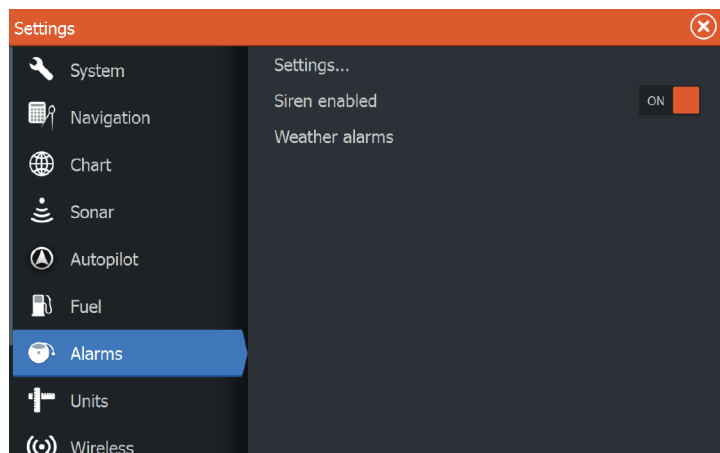 Settings
System
Navigation
Chart
Sonar
Autopilot
Fuel
Alarms
Units
Wireless
Settings...
Siren enabled
ON
Weather alarms